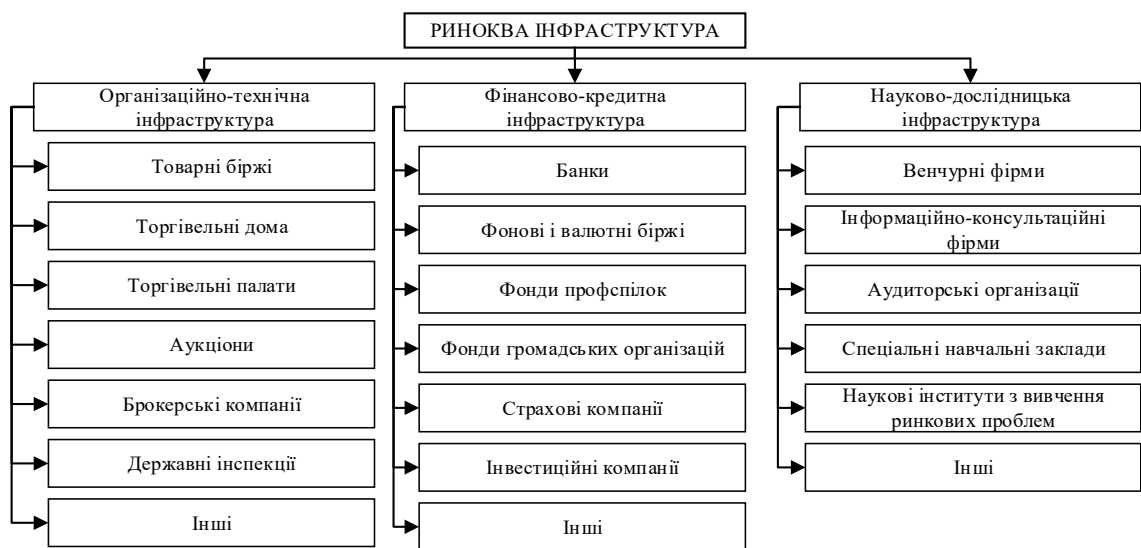 РИНОКВА ІНФРАСТРУКТУРА
Організаційно-технічна
інфраструктура
Товарні біржі
Торгівельні дома
Торгівельні палати
Аукціони
Брокерські компанії
Державні інспекції
Інші
Фінансово-кредитна
інфраструктура
Банки
Фонові і валютні біржі
Фонди профспілок
Фонди громадських організацій
Страхові компанії
Інвестиційні компанії
Інші
Науково-дослідницька
інфраструктура
Венчурні фірми
Інформаційно-консультаційні
фірми
Аудиторські організації
Спеціальні навчальні заклади
Наукові інститути з вивчення
ринкових проблем
Інші